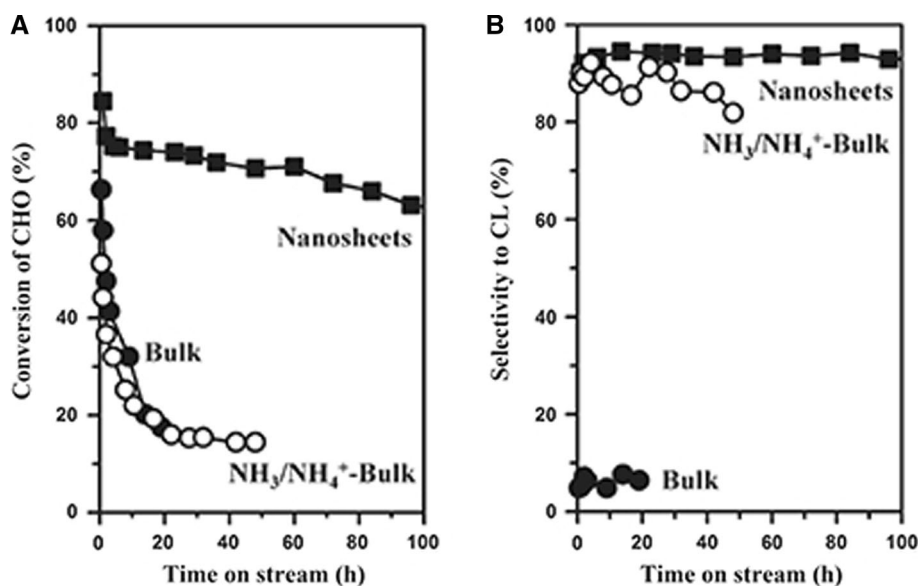 A
100
80
60
40
20
0
Conversion of CHO (%)
Nanosheets
Bulk
NH₃/NH₄⁺-Bulk
0 20 40 60 80 100
Time on stream (h)
B
100
80
60
40
20
0
Selectivity to CL (%)
Nanosheets
NH₃/NH₄⁺-Bulk
Bulk
0 20 40 60 80 100
Time on stream (h)